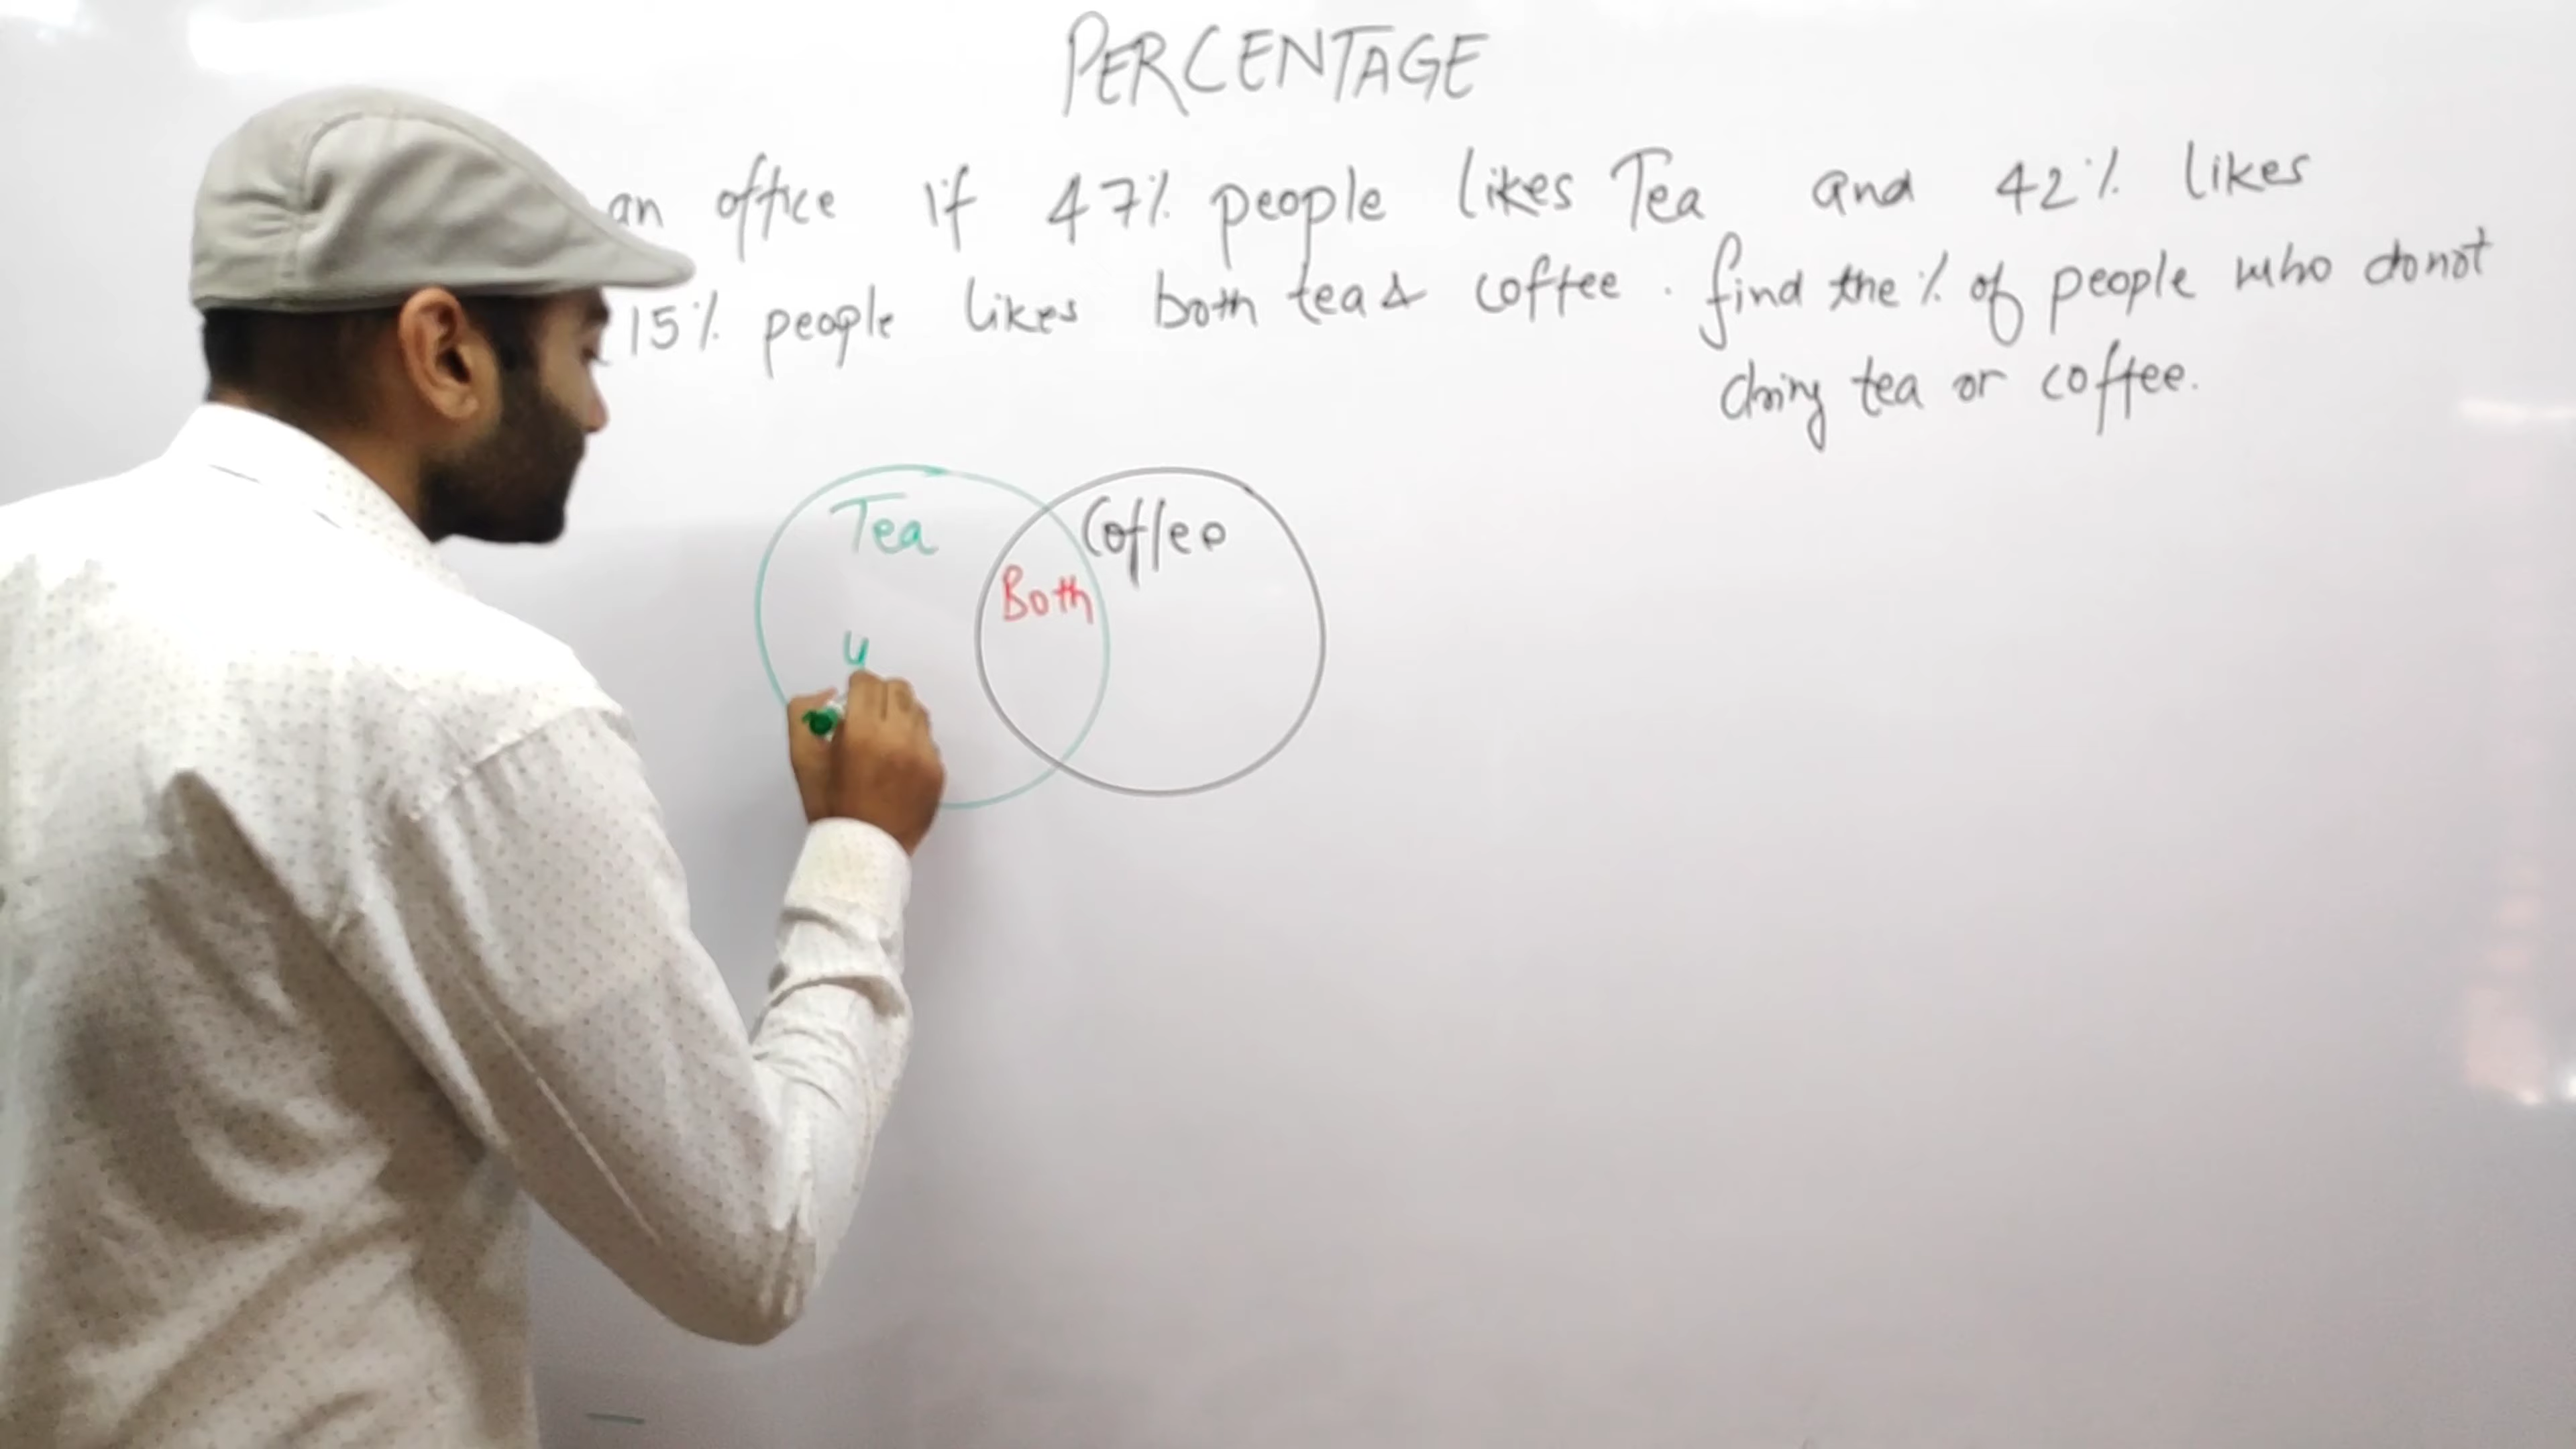 PERCENTAGE
an office if 47% people likes Tea and 42% likes
15% people likes both tea & coffee. find the % of people who donot
tea or coffee.
Tea
Coffee
Both